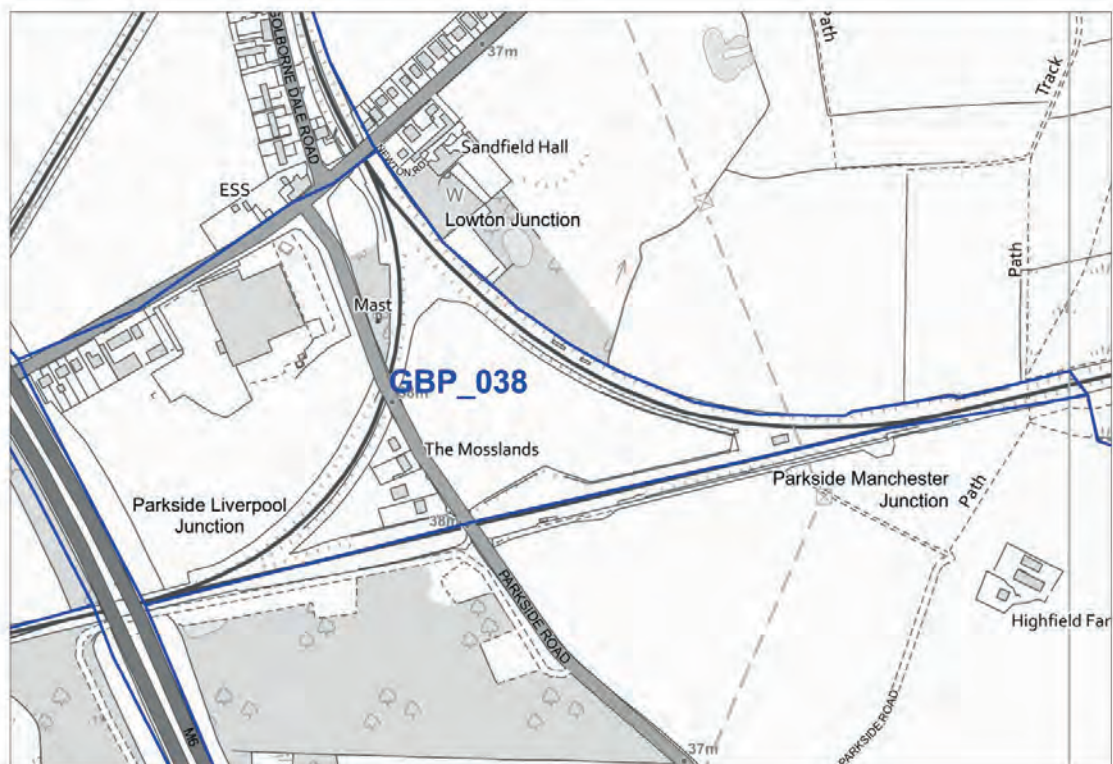 GOLBORNE DALE ROAD
37m
Path
Track
Sandfield Hall
NEWTON RD
ESS
W
Lowton Junction
Path
Mast
GBP_038
The Mosslands
Parkside Liverpool
Junction
Parkside Manchester
Junction
Path
38m
PARKSIDE ROAD
Highfield Far
M6
PARKSIDE ROAD
37m